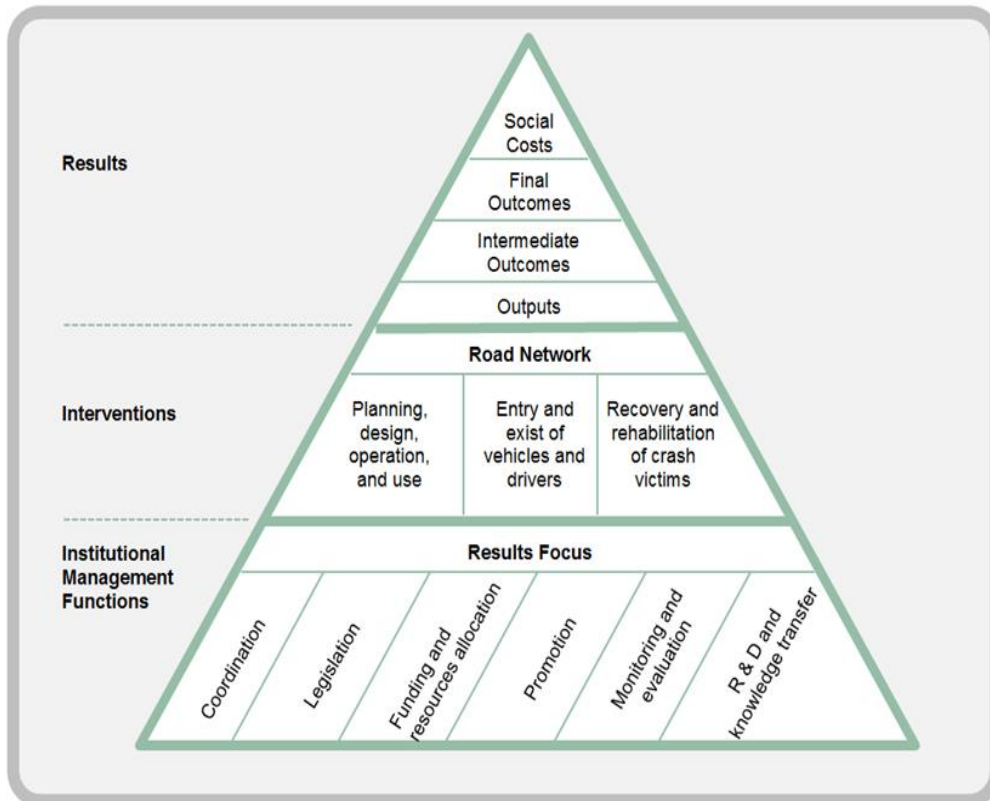 Results
Social
Costs
Final
Outcomes
Intermediate
Outcomes
Outputs
Interventions
Road Network
Planning,
design,
operation,
and use
Entry and
exist of
vehicles and
drivers
Recovery and
rehabilitation
of crash
victims
Institutional
Management
Functions
Results Focus
Coordination
Legislation
Funding and
resources allocation
Promotion
Monitoring and
evaluation
R & D and
knowledge transfer